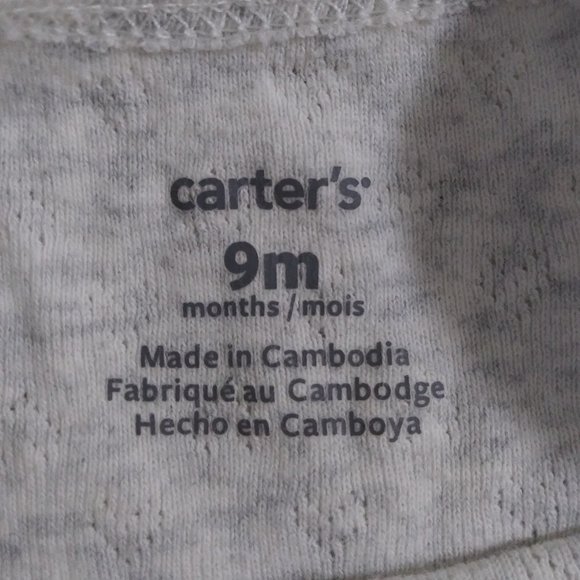 carter's
9m
months / mois
Made in Cambodia
Fabriqué au Cambodge
Hecho en Camboya